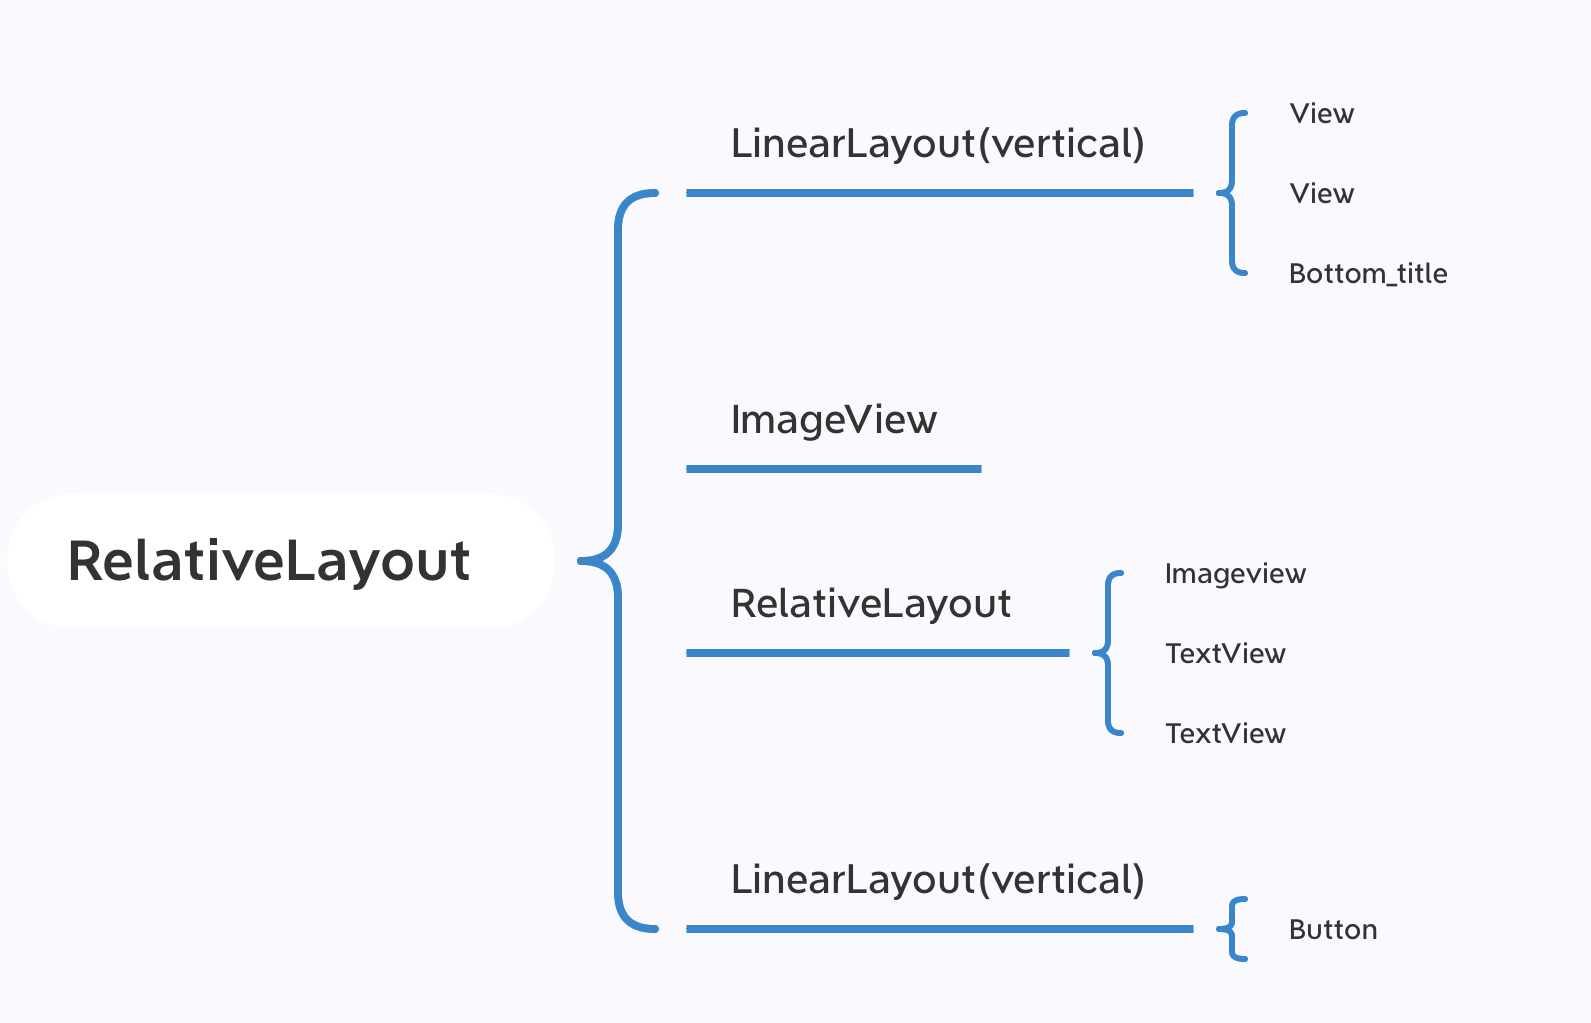 RelativeLayout
LinearLayout(vertical)
View
View
Bottom_title
ImageView
RelativeLayout
Imageview
TextView
TextView
LinearLayout(vertical)
Button